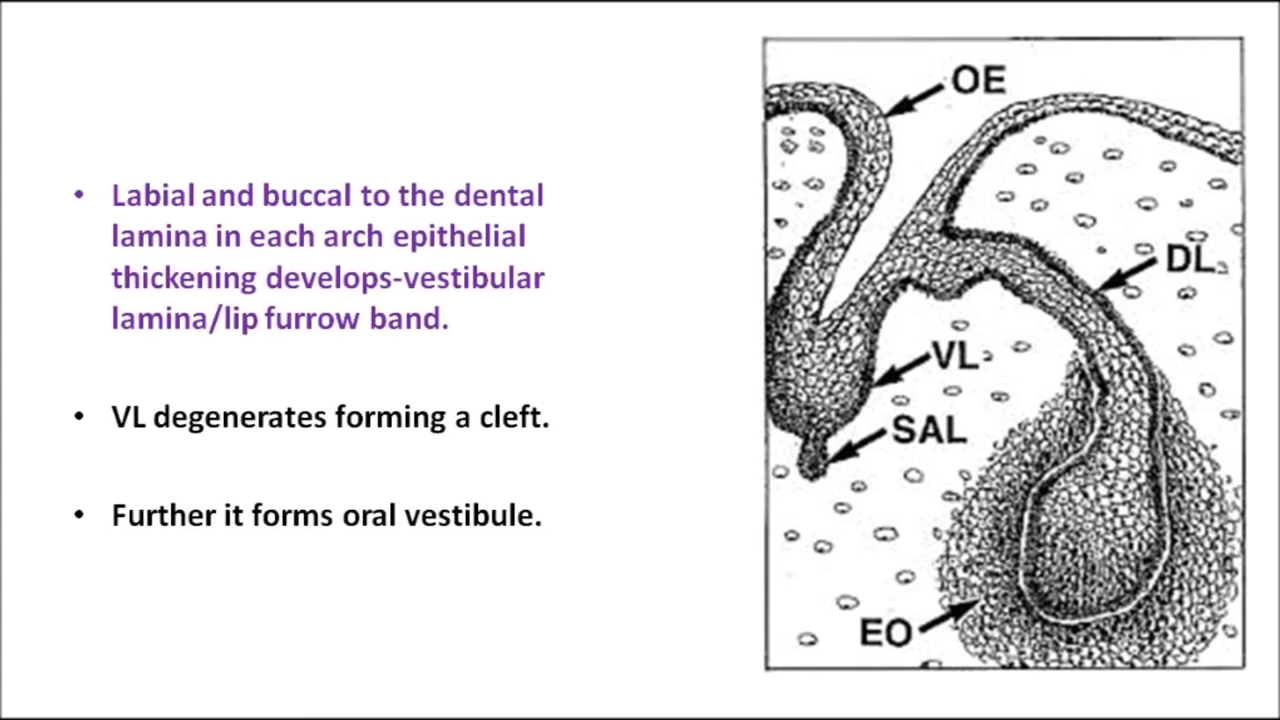 • Labial and buccal to the dental
lamina in each arch epithelial
thickening develops-vestibular
lamina/lip furrow band.
• VL degenerates forming a cleft.
• Further it forms oral vestibule.
OE
DL
VL
SAL
EO